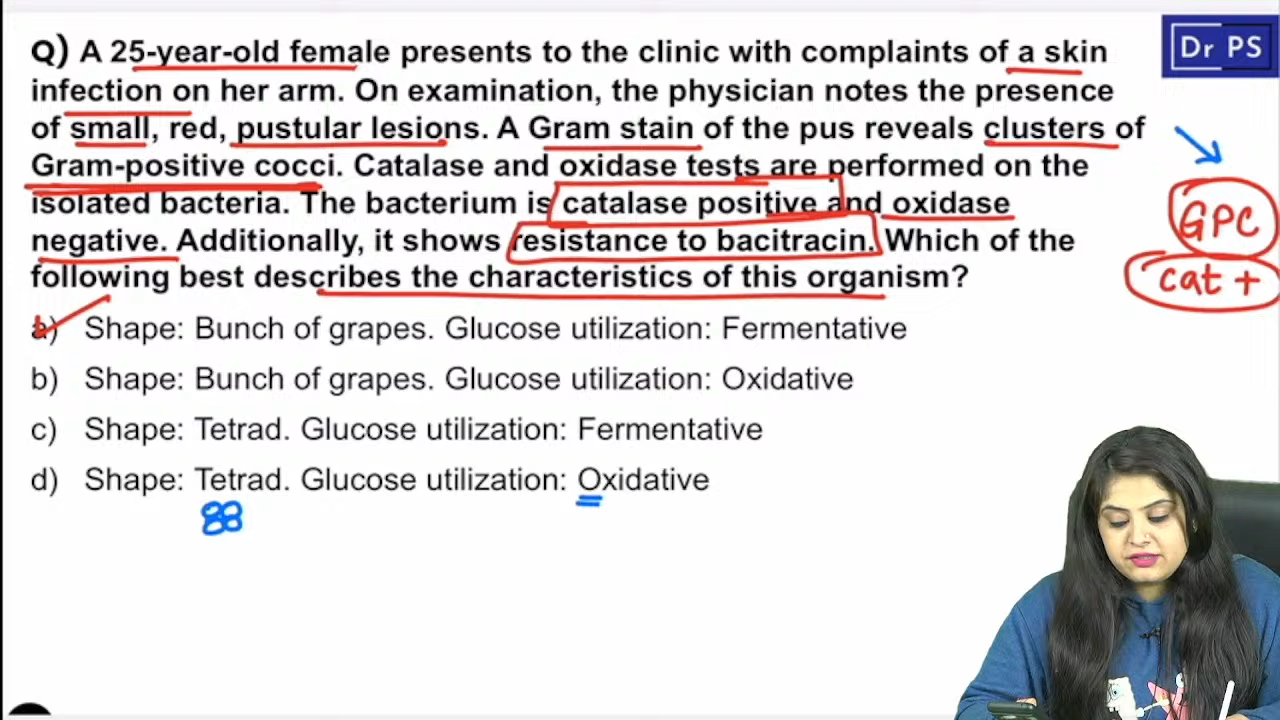 Q) A 25-year-old female presents to the clinic with complaints of a skin
infection on her arm. On examination, the physician notes the presence
of small, red, pustular lesions. A Gram stain of the pus reveals clusters of
Gram-positive cocci. Catalase and oxidase tests are performed on the
isolated bacteria. The bacterium is catalase positive and oxidase
negative. Additionally, it shows resistance to bacitracin. Which of the
following best describes the characteristics of this organism?
a) Shape: Bunch of grapes. Glucose utilization: Fermentative
b) Shape: Bunch of grapes. Glucose utilization: Oxidative
c) Shape: Tetrad. Glucose utilization: Fermentative
d) Shape: Tetrad. Glucose utilization: Oxidative
Dr PS
GPC
cat +